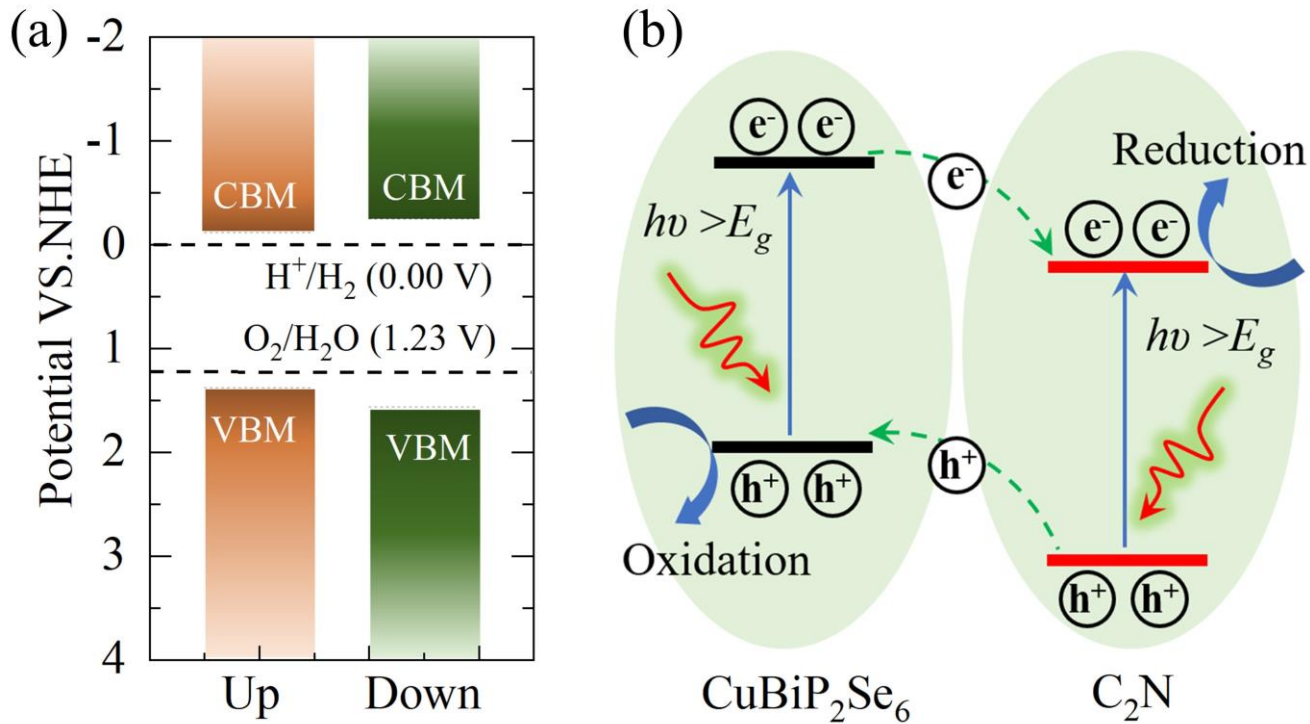 (a)
Potential VS.NHE
-2
-1
0
1
2
3
4
CBM
CBM
H⁺/H₂ (0.00 V)
O₂/H₂O (1.23 V)
VBM
VBM
Up
Down
(b)
e⁻ e⁻
e⁻
Reduction
hυ >E_g
e⁻ e⁻
hυ >E_g
h⁺
h⁺ h⁺
Oxidation
h⁺ h⁺
CuBiP₂Se₆
C₂N